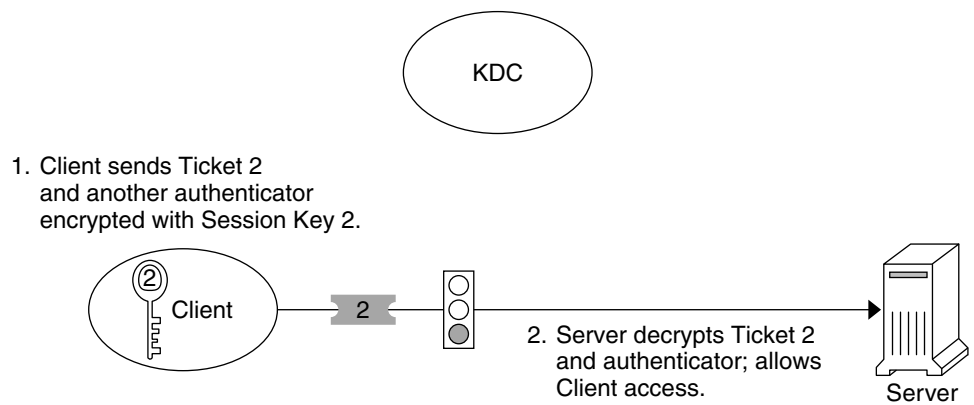 KDC
1. Client sends Ticket 2
and another authenticator
encrypted with Session Key 2.
2
Client
2
2. Server decrypts Ticket 2
and authenticator; allows
Client access.
Server